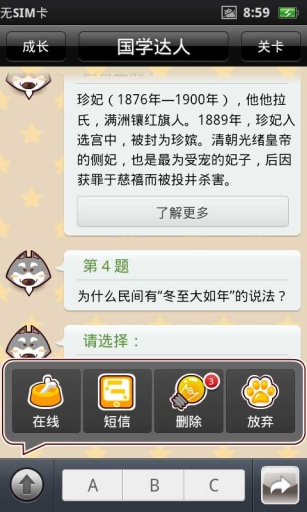 无SIM卡
8:59
成长
国学达人
关卡
珍妃（1876年—1900年），他他拉
氏，满洲镶红旗人。1889年，珍妃入
选宫中，被封为珍嫔。清朝光绪皇帝
的侧妃，也是最为受宠的妃子，后因
获罪于慈禧而被投井杀害。
了解更多
第 4 题
为什么民间有“冬至大如年”的说法？
请选择：
3
在线
短信
删除
放弃
A
B
C